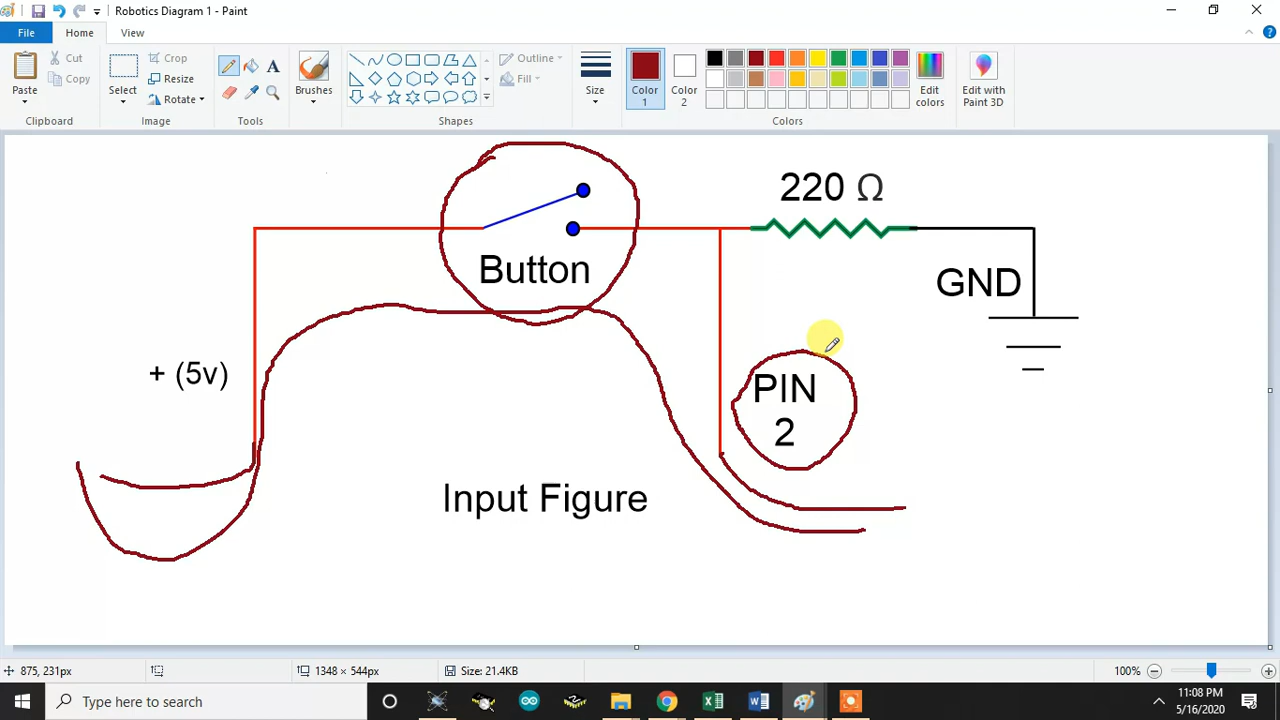 Robotics Diagram 1 - Paint
File
Home
View
Paste
Cut
Copy
Clipboard
Select
Crop
Resize
Rotate
Image
Tools
Brushes
Shapes
Outline
Fill
Size
Color
1
Color
2
Edit
colors
Colors
Edit with
Paint 3D
220 Ω
Button
GND
+ (5v)
PIN
2
Input Figure
875, 231px
1348 × 544px
Size: 21.4KB
100%
Type here to search
11:08 PM
5/16/2020